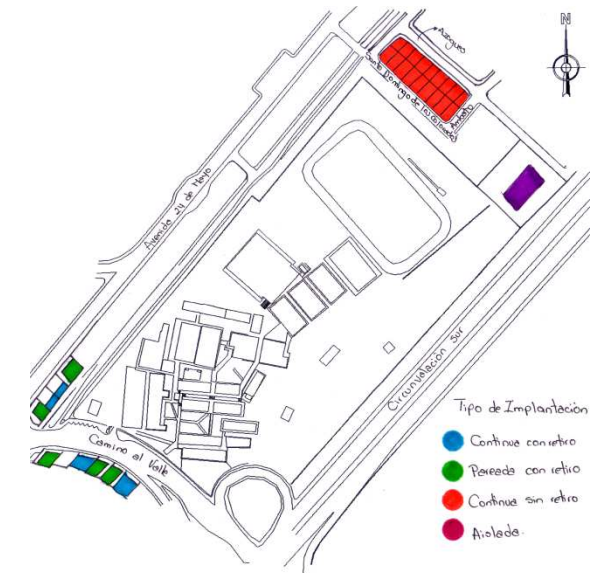 N
Azogues
Santo Domingo de los Colorados
Ambato
Avenida 24 de Mayo
Circunvalación Sur
Camino al Valle
Tipo de Implantación
Continua con retiro
Pareada con retiro
Continua sin retiro
Aislada.